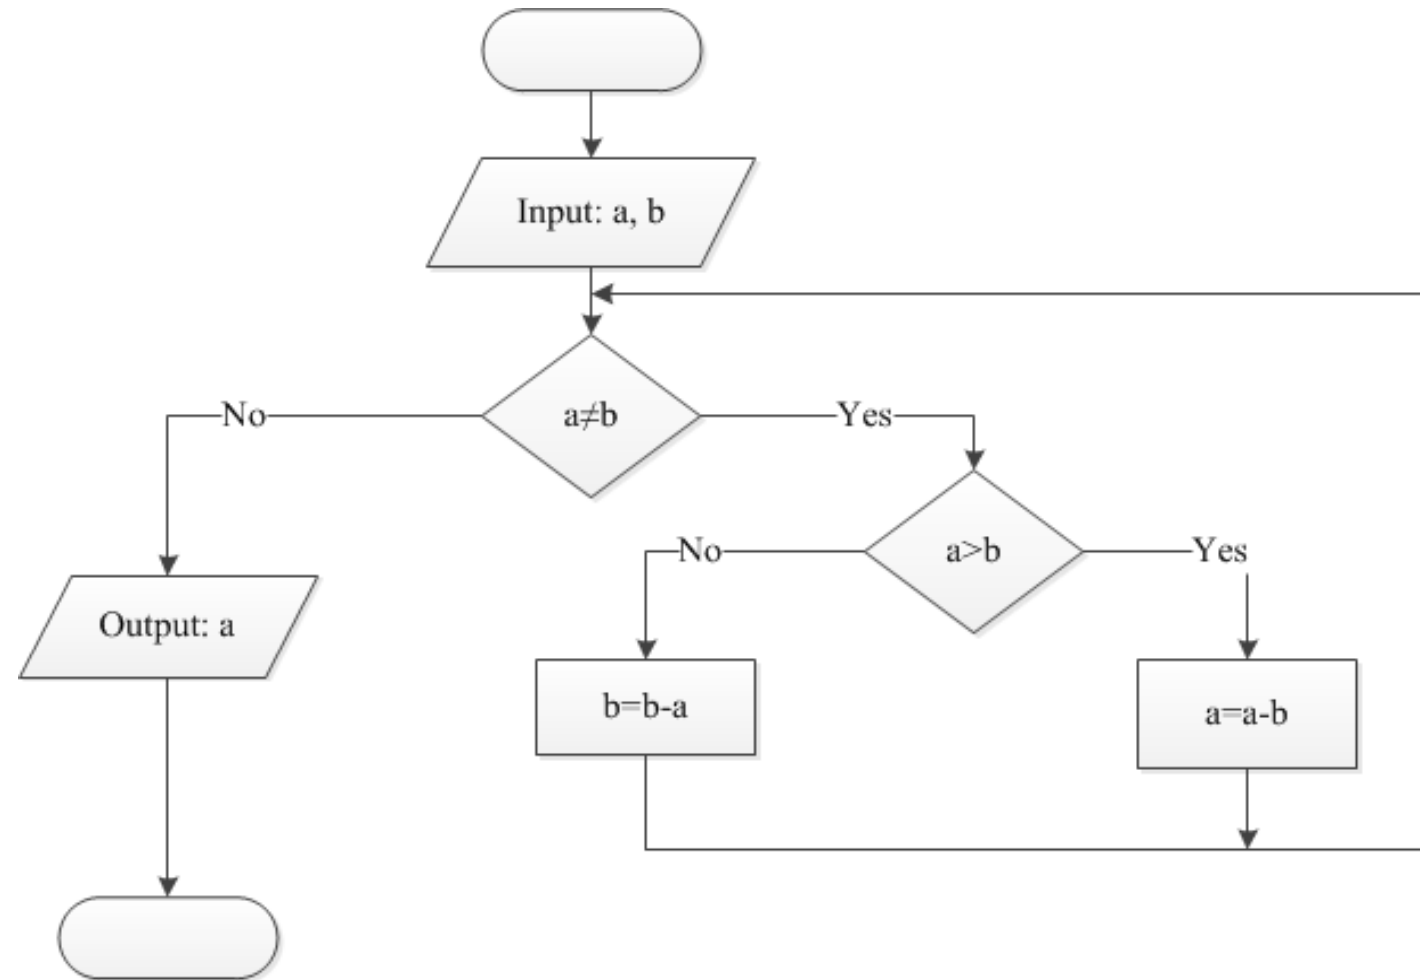 Input: a, b
a≠b
No
Yes
a>b
No
Yes
Output: a
b=b-a
a=a-b